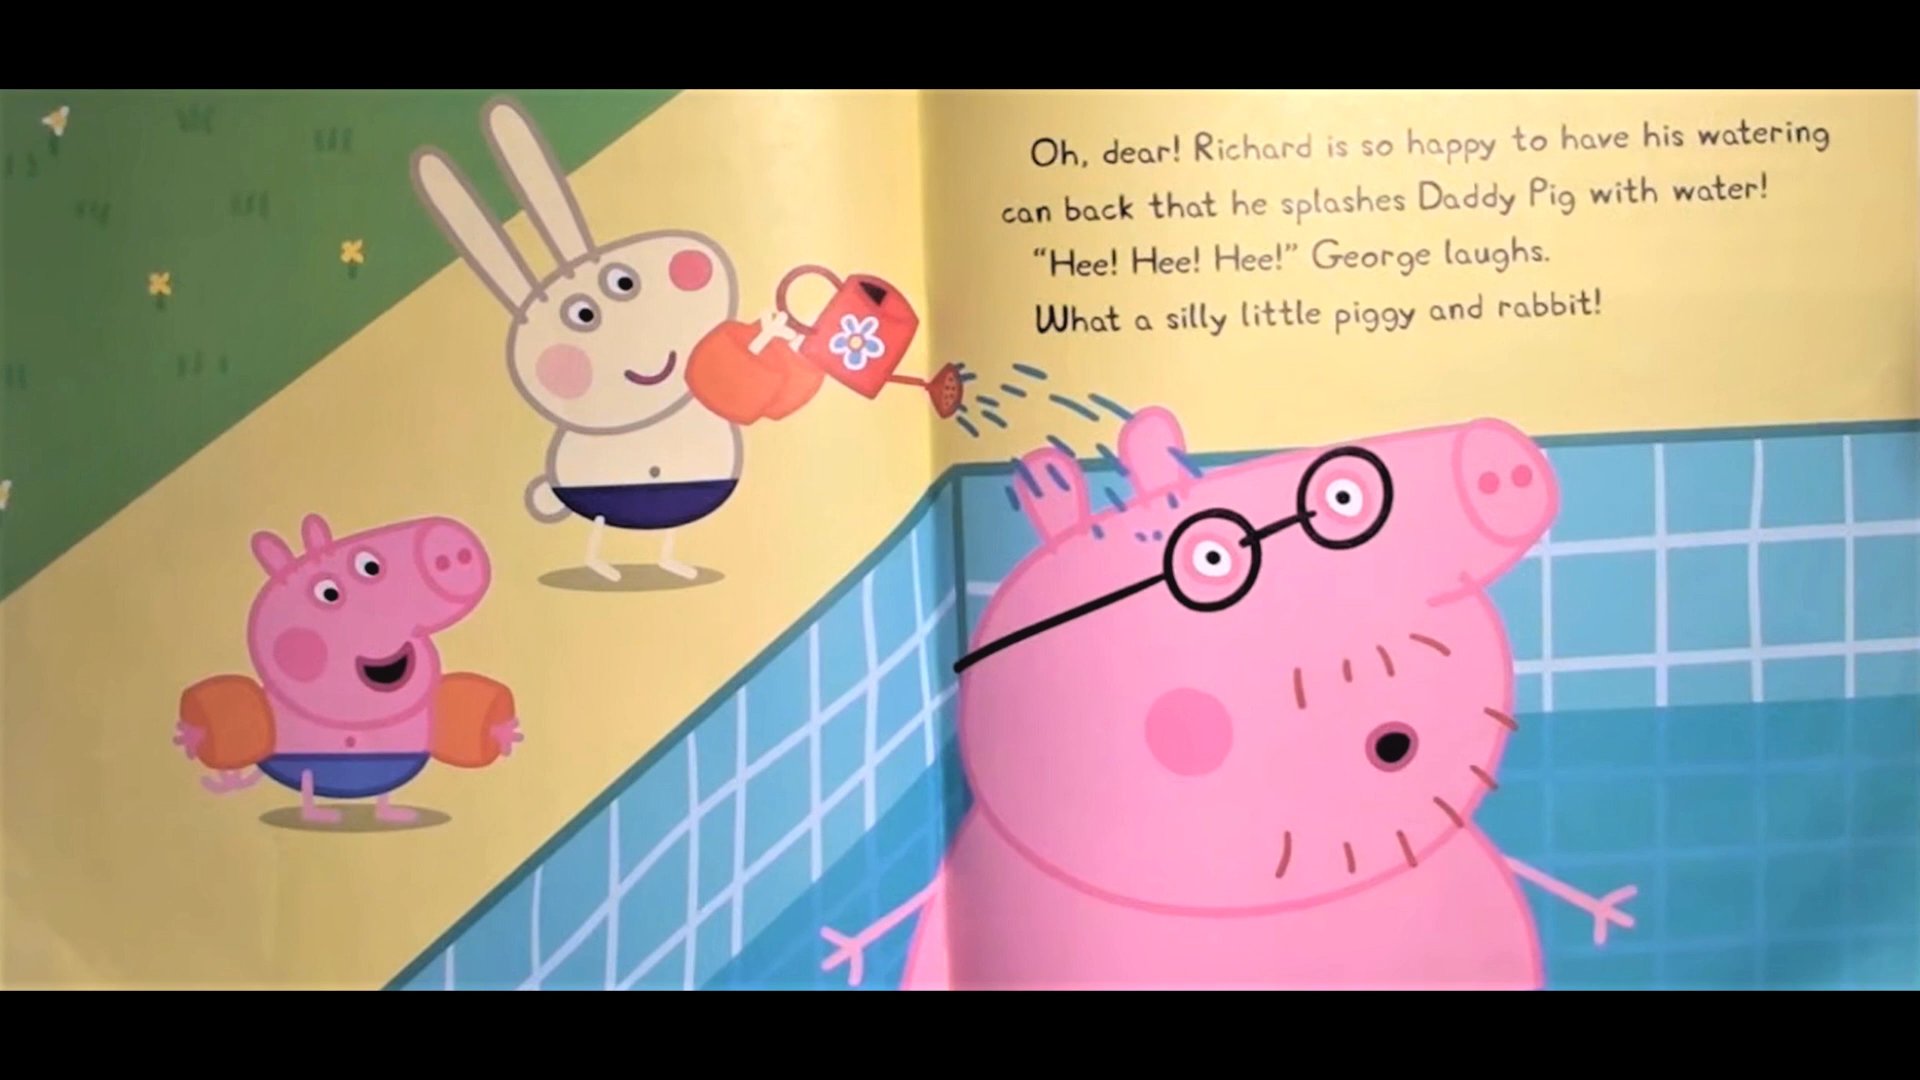 Oh, dear! Richard is so happy to have his watering
can back that he splashes Daddy Pig with water!
“Hee! Hee! Hee!” George laughs.
What a silly little piggy and rabbit!